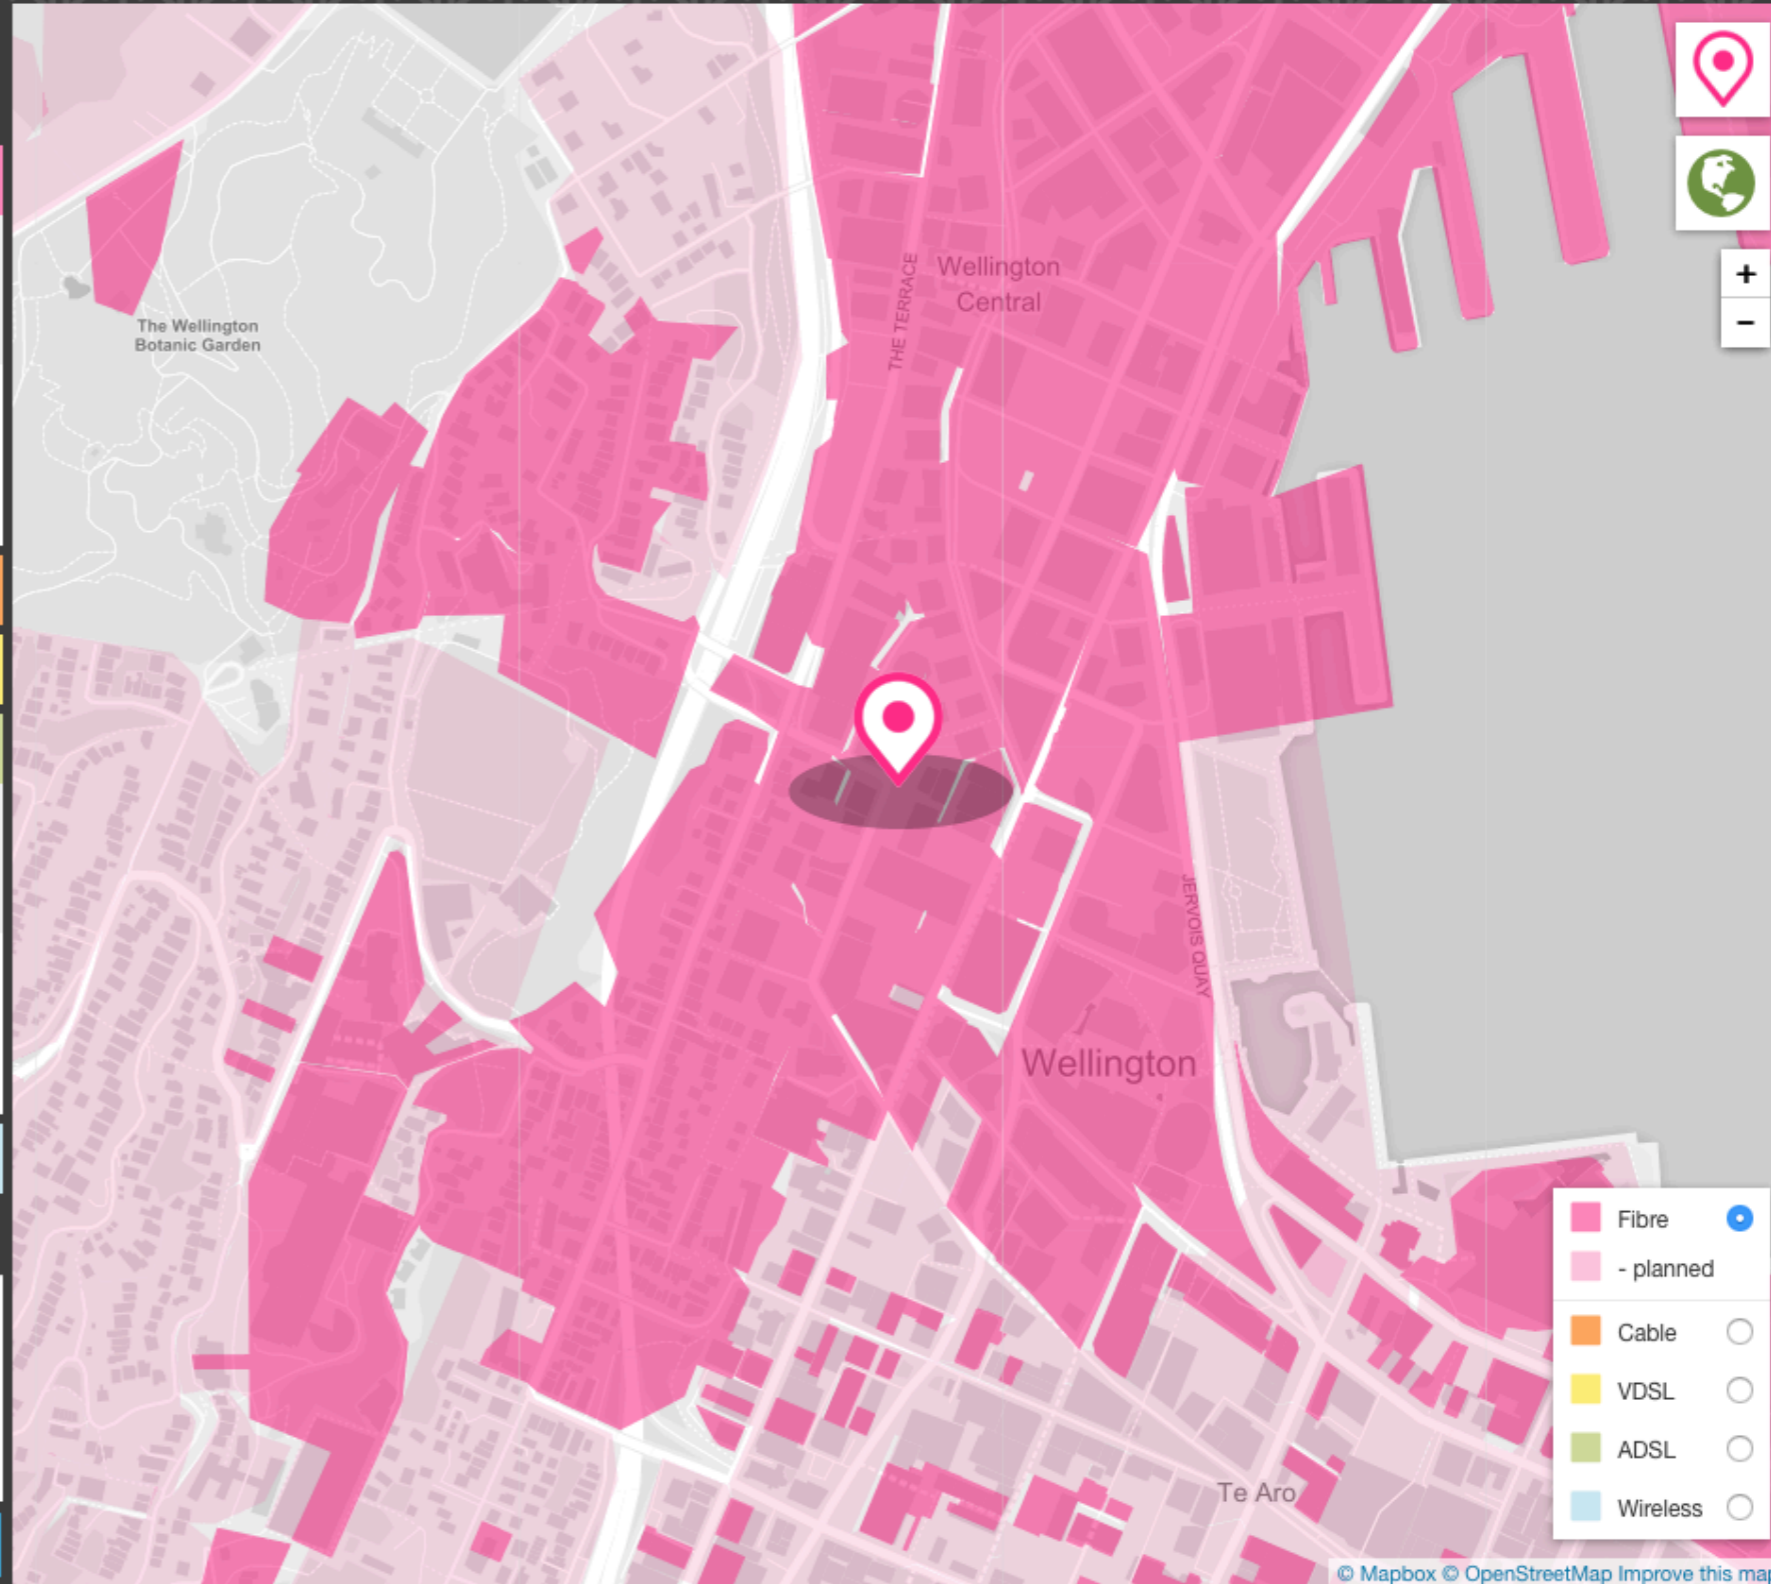 The Wellington
Botanic Garden
THE TERRACE
Wellington
Central
+
−
JERVOIS QUAY
Wellington
Te Aro
Fibre
- planned
Cable
VDSL
ADSL
Wireless
© Mapbox © OpenStreetMap Improve this map